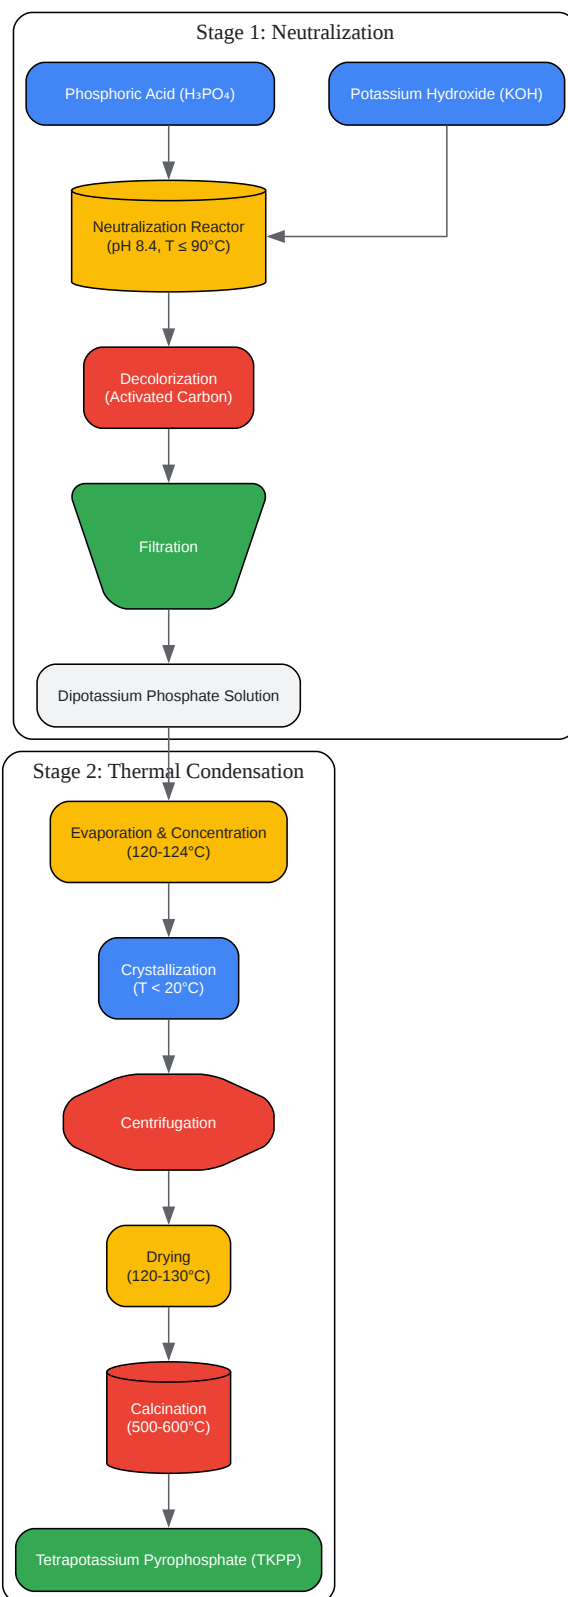 Stage 1: Neutralization
Phosphoric Acid (H₃PO₄)
Potassium Hydroxide (KOH)
Neutralization Reactor
(pH 8.4, T ≤ 90°C)
Decolorization
(Activated Carbon)
Filtration
Dipotassium Phosphate Solution
Stage 2: Thermal Condensation
Evaporation & Concentration
(120-124°C)
Crystallization
(T < 20°C)
Centrifugation
Drying
(120-130°C)
Calcination
(500-600°C)
Tetrapotassium Pyrophosphate (TKPP)